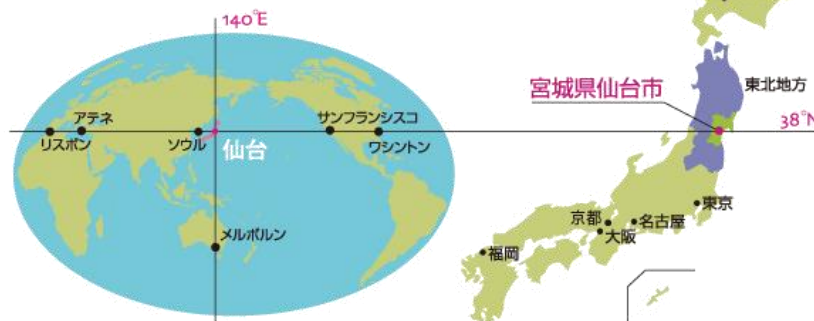 140°E
宮城県仙台市
東北地方
38°N
アテネ
サンフランシスコ
リスボン
ソウル
仙台
ワシントン
メルボルン
東京
京都
名古屋
大阪
福岡